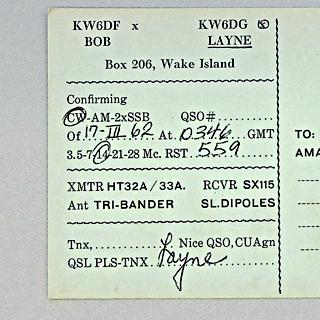 KW6DF x KW6DG
BOB LAYNE
Box 206, Wake Island
Confirming
CW-AM-2xSSB QSO#..........
Of 17-III 62 At. 0346 GMT
3.5-7-14-21-28 Mc. RST 559
XMTR HT32A/33A. RCVR SX115
Ant TRI-BANDER SL.DIPOLES
Tnx,.............. Nice QSO, CUAgn
QSL PLS-TNX.. Layne
TO:
AMA